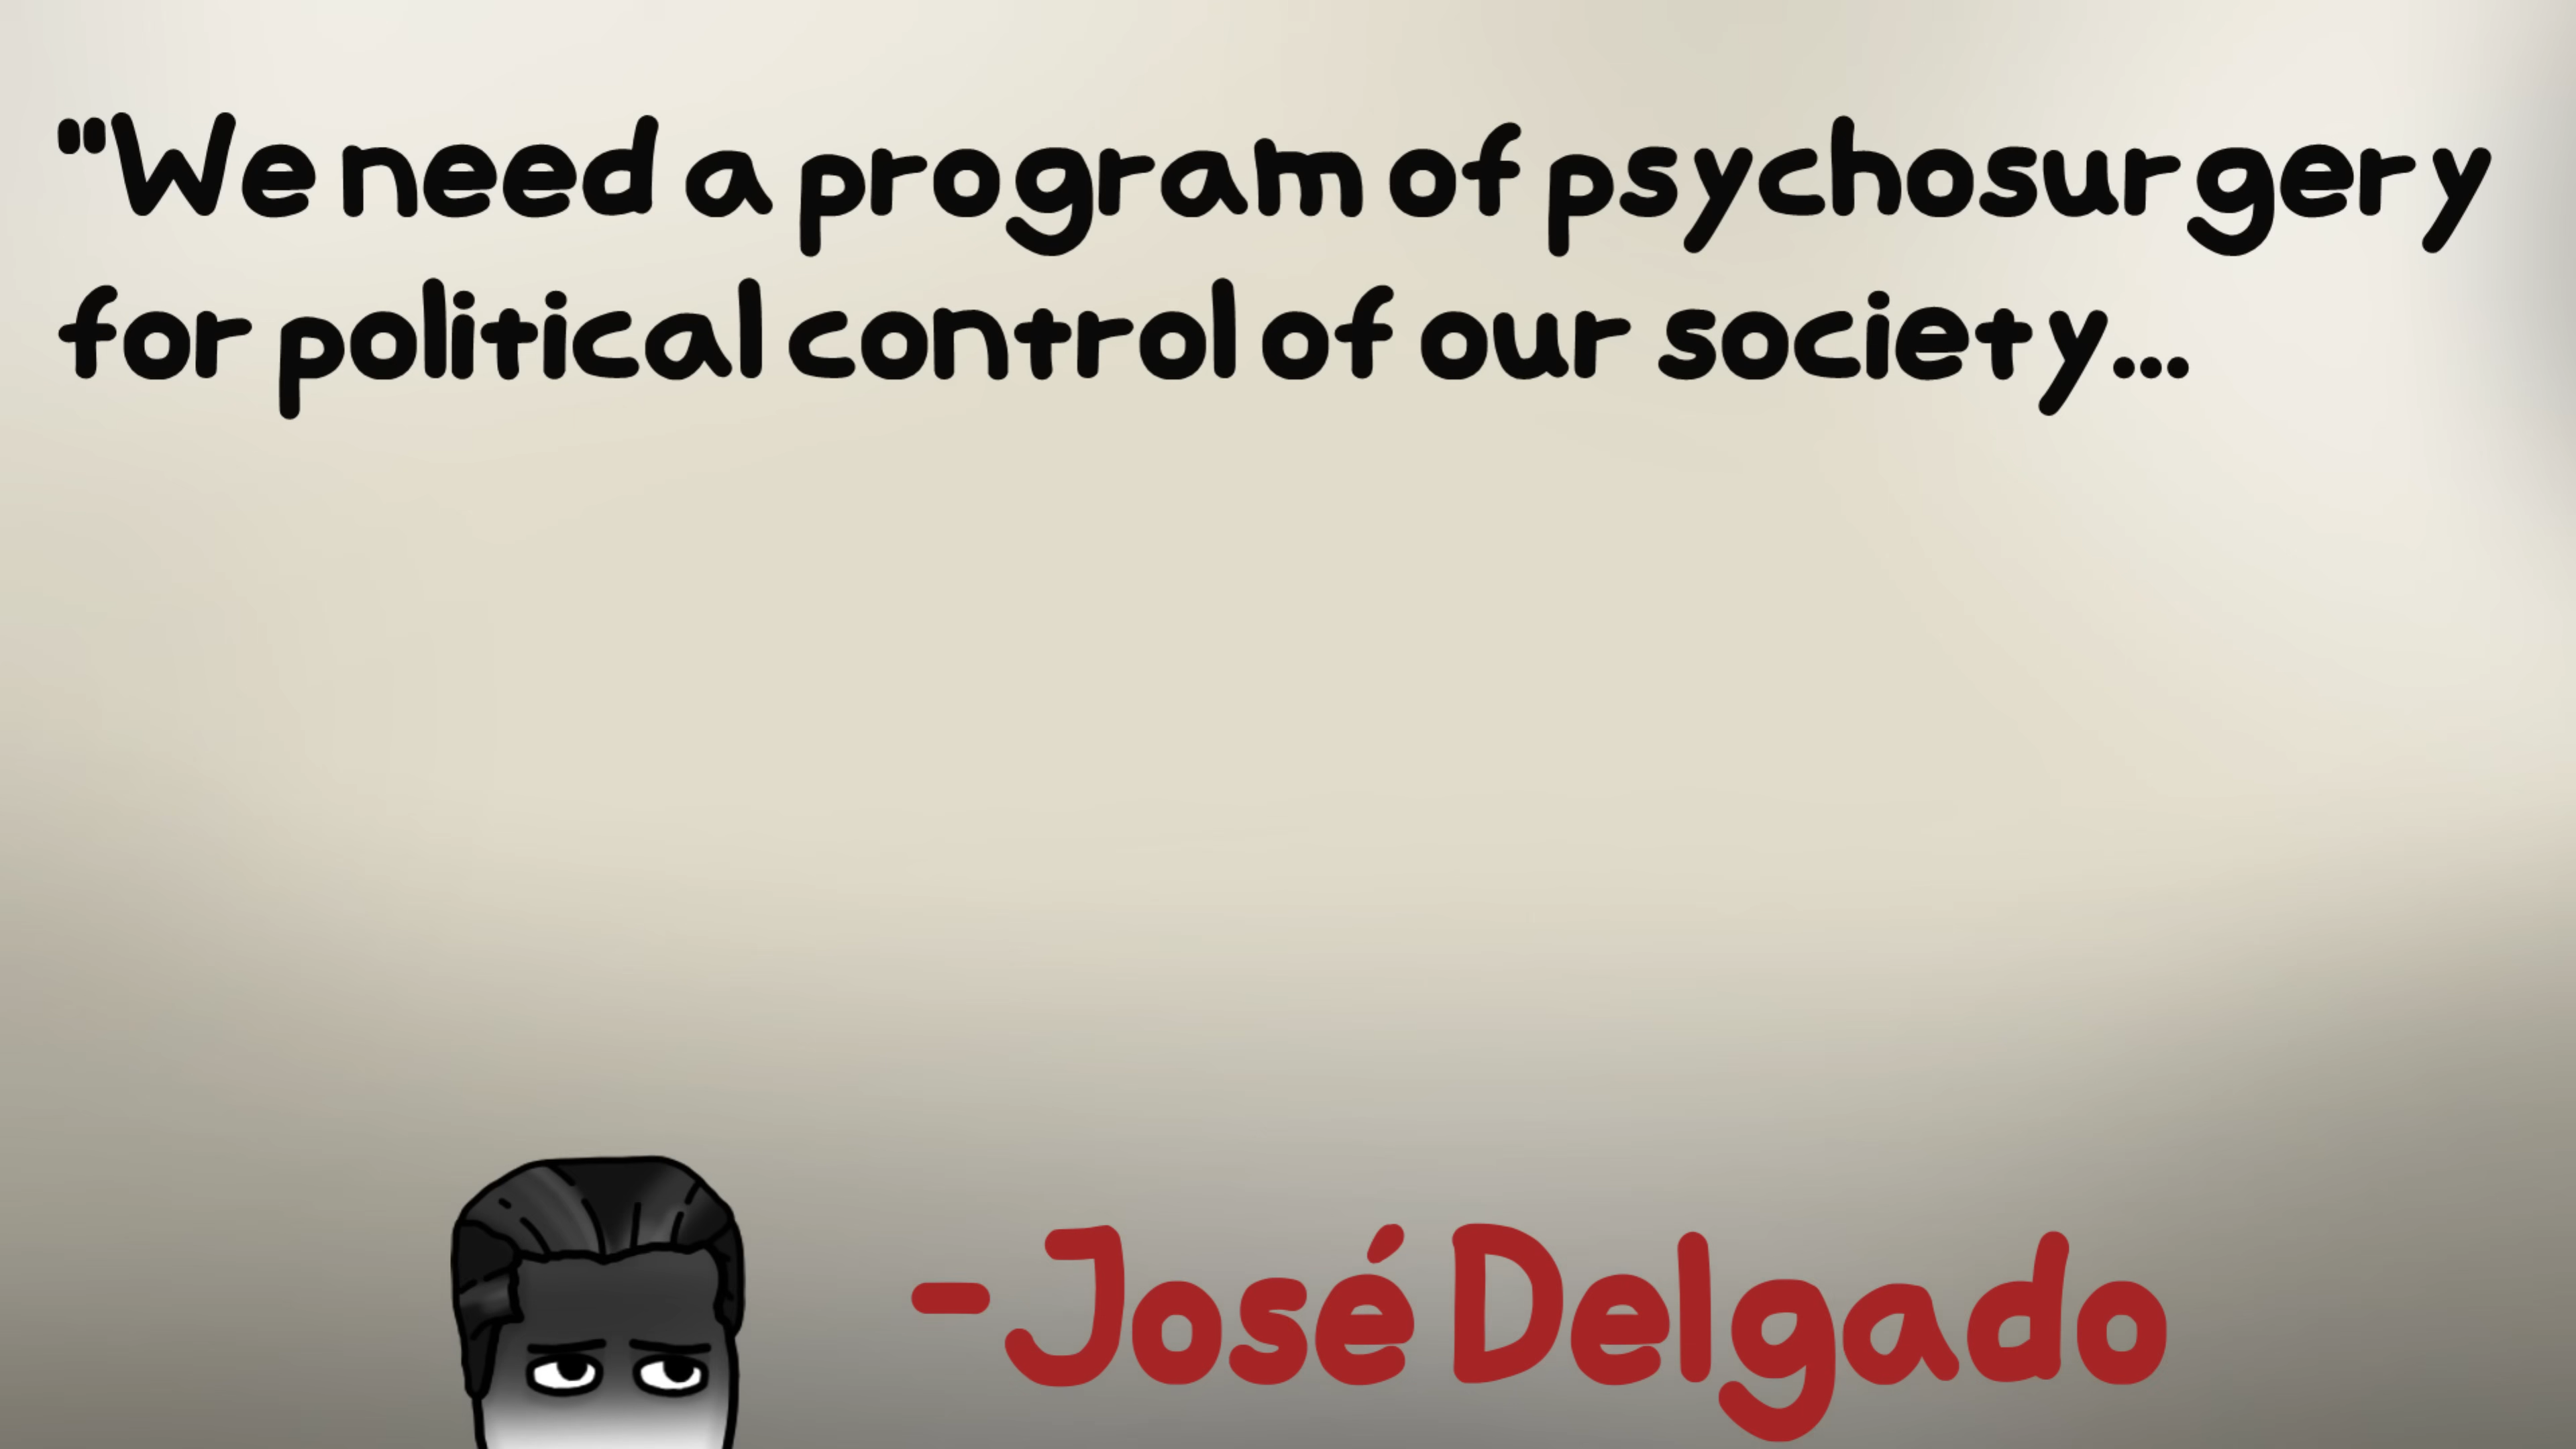 "We need a program of psychosurgery
for political control of our society...
-José Delgado